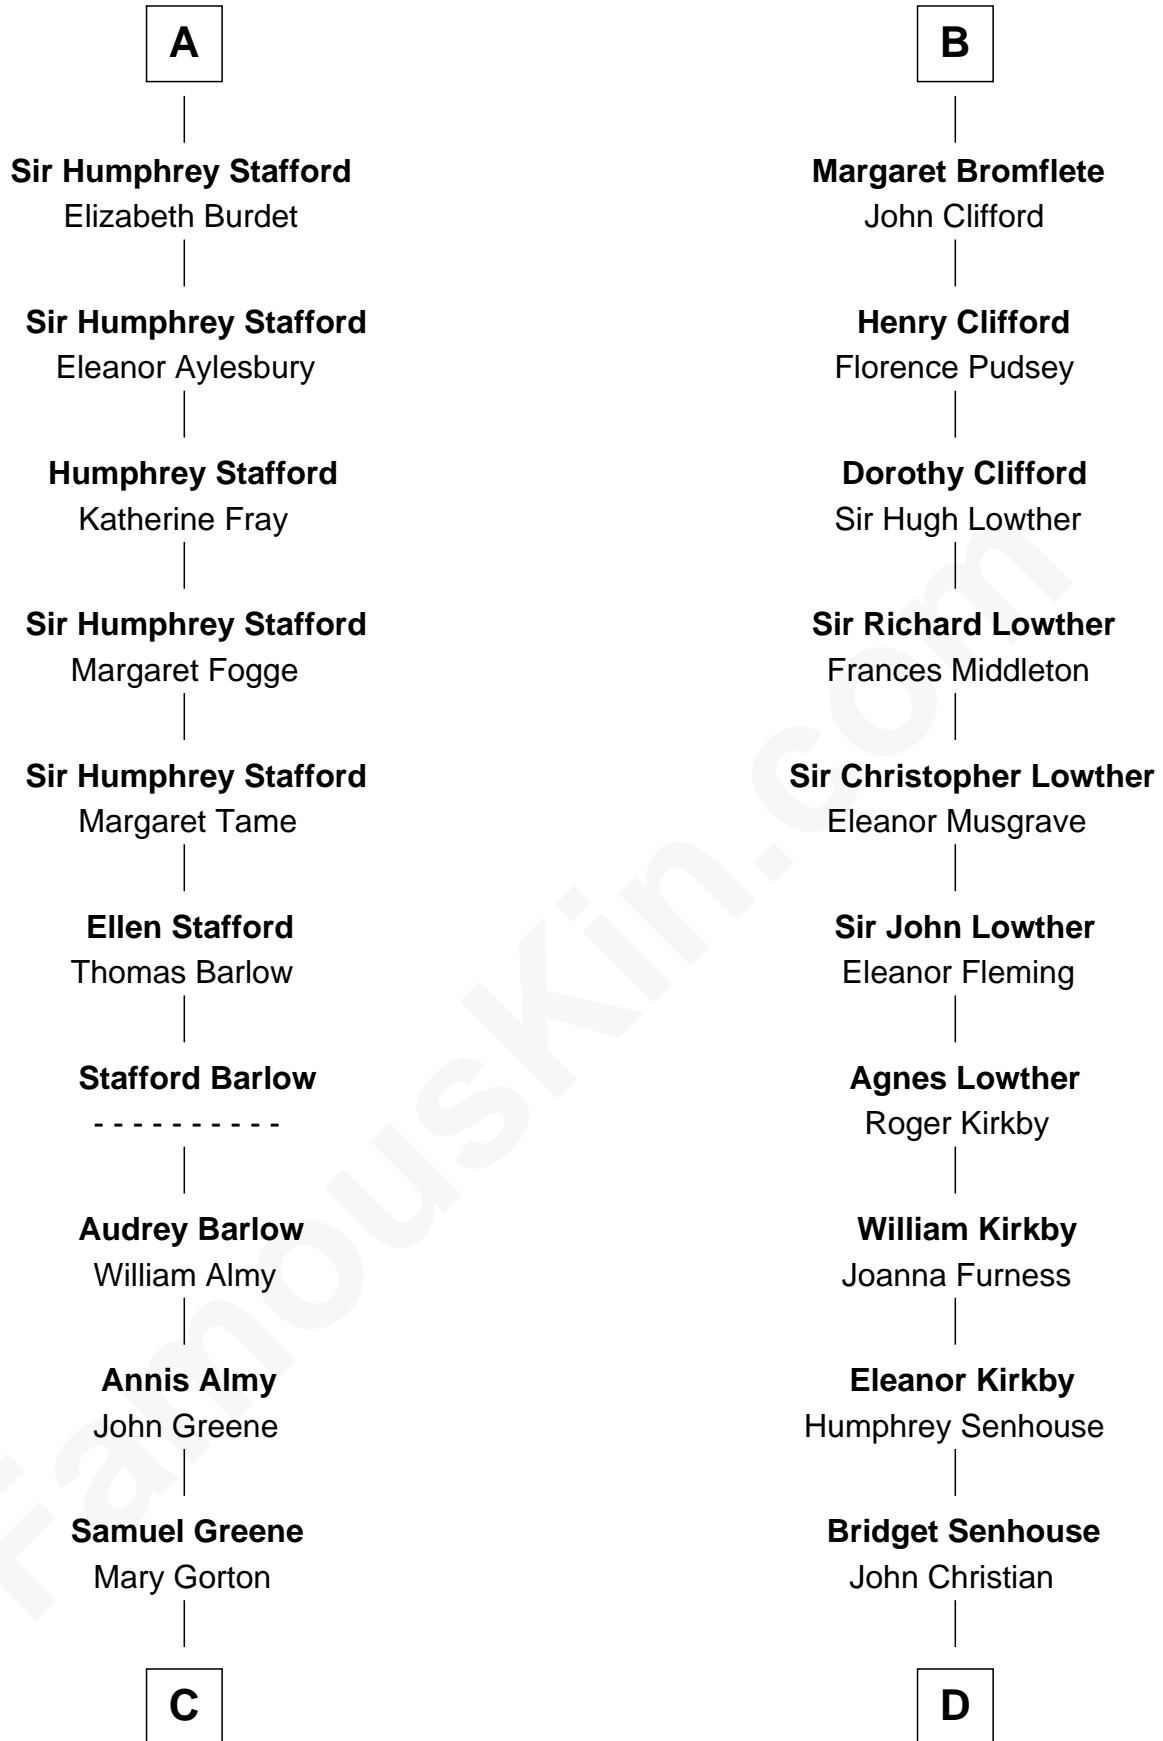 A
Sir Humphrey Stafford
Elizabeth Burdet
Sir Humphrey Stafford
Eleanor Aylesbury
Humphrey Stafford
Katherine Fray
Sir Humphrey Stafford
Margaret Fogge
Sir Humphrey Stafford
Margaret Tame
Ellen Stafford
Thomas Barlow
Stafford Barlow
- - - - - - - - - -
Audrey Barlow
William Almy
Annis Almy
John Greene
Samuel Greene
Mary Gorton
C
B
Margaret Bromflete
John Clifford
Henry Clifford
Florence Pudsey
Dorothy Clifford
Sir Hugh Lowther
Sir Richard Lowther
Frances Middleton
Sir Christopher Lowther
Eleanor Musgrave
Sir John Lowther
Eleanor Fleming
Agnes Lowther
Roger Kirkby
William Kirkby
Joanna Furness
Eleanor Kirkby
Humphrey Senhouse
Bridget Senhouse
John Christian
D
FamousKin.com